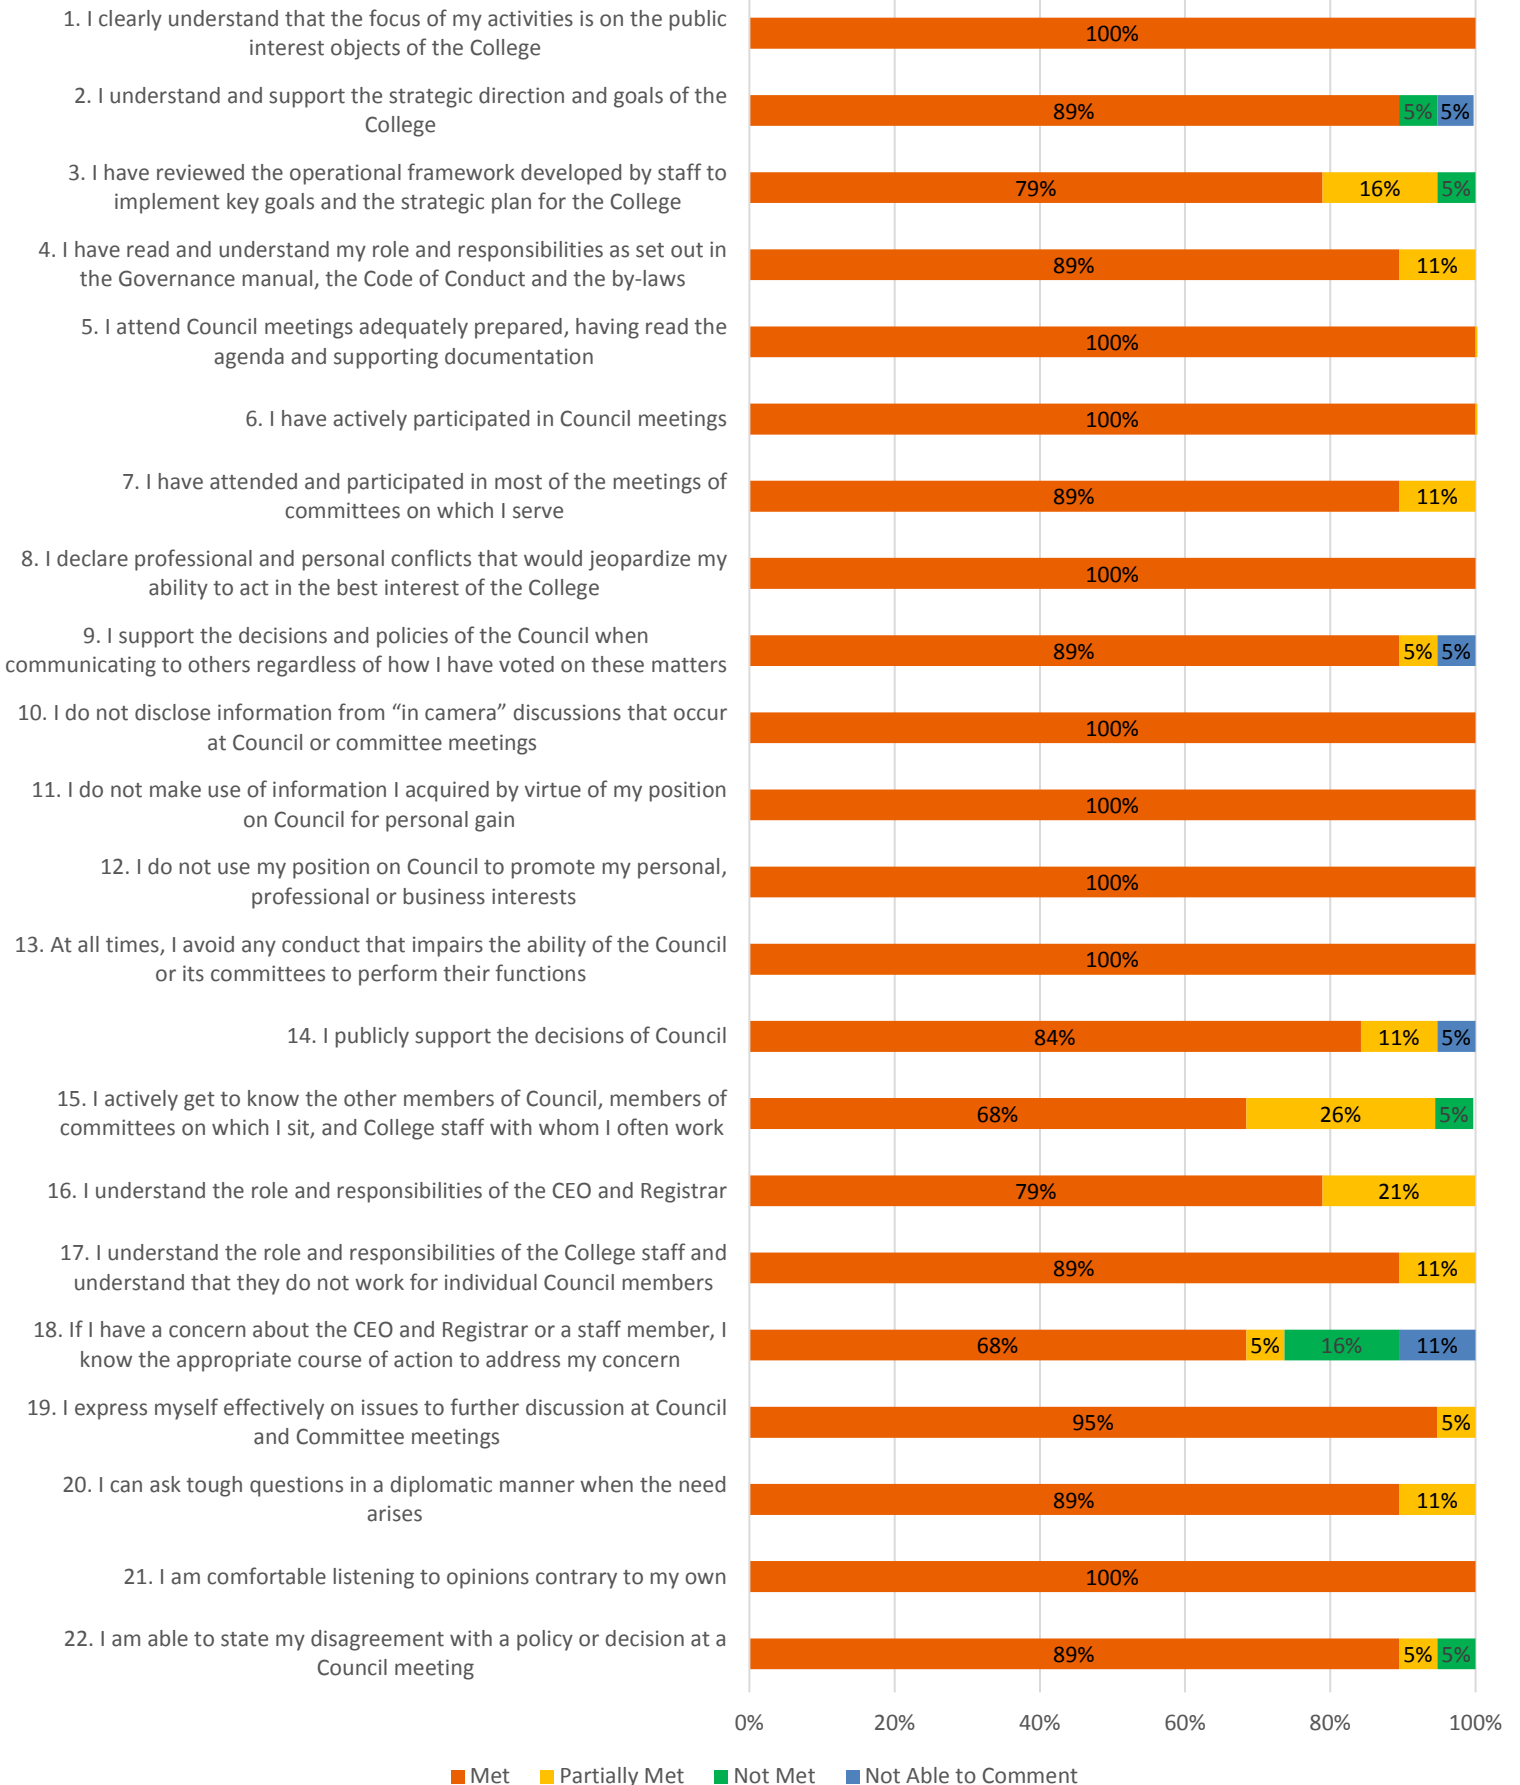 1. I clearly understand that the focus of my activities is on the public
interest objects of the College
100%
2. I understand and support the strategic direction and goals of the
College
89%
5%
5%
3. I have reviewed the operational framework developed by staff to
implement key goals and the strategic plan for the College
79%
16%
5%
4. I have read and understand my role and responsibilities as set out in
the Governance manual, the Code of Conduct and the by-laws
89%
11%
5. I attend Council meetings adequately prepared, having read the
agenda and supporting documentation
100%
6. I have actively participated in Council meetings
100%
7. I have attended and participated in most of the meetings of
committees on which I serve
89%
11%
8. I declare professional and personal conflicts that would jeopardize my
ability to act in the best interest of the College
100%
9. I support the decisions and policies of the Council when
communicating to others regardless of how I have voted on these matters
89%
5%
5%
10. I do not disclose information from “in camera” discussions that occur
at Council or committee meetings
100%
11. I do not make use of information I acquired by virtue of my position
on Council for personal gain
100%
12. I do not use my position on Council to promote my personal,
professional or business interests
100%
13. At all times, I avoid any conduct that impairs the ability of the Council
or its committees to perform their functions
100%
14. I publicly support the decisions of Council
84%
11%
5%
15. I actively get to know the other members of Council, members of
committees on which I sit, and College staff with whom I often work
68%
26%
5%
16. I understand the role and responsibilities of the CEO and Registrar
79%
21%
17. I understand the role and responsibilities of the College staff and
understand that they do not work for individual Council members
89%
11%
18. If I have a concern about the CEO and Registrar or a staff member, I
know the appropriate course of action to address my concern
68%
5%
16%
11%
19. I express myself effectively on issues to further discussion at Council
and Committee meetings
95%
5%
20. I can ask tough questions in a diplomatic manner when the need
arises
89%
11%
21. I am comfortable listening to opinions contrary to my own
100%
22. I am able to state my disagreement with a policy or decision at a
Council meeting
89%
5%
5%
0% 20% 40% 60% 80% 100%
Met Partially Met Not Met Not Able to Comment